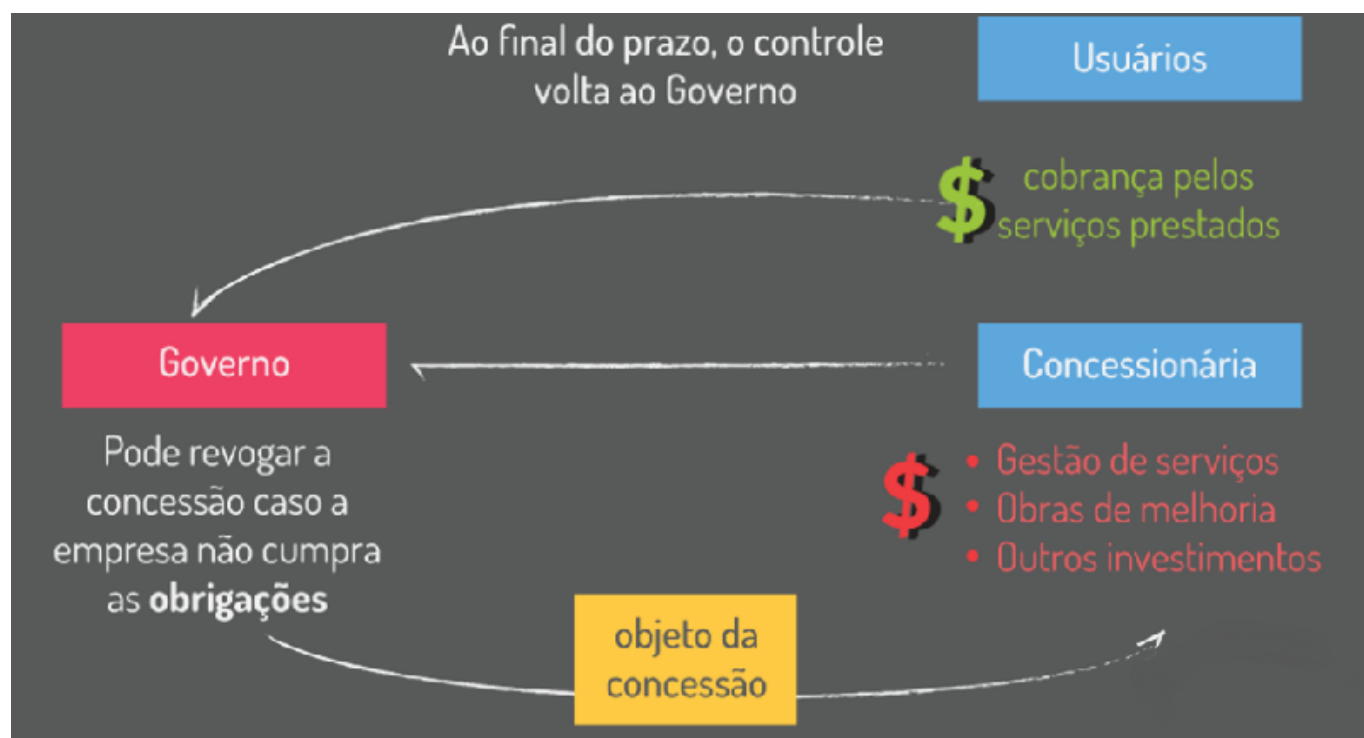 Ao final do prazo, o controle
volta ao Governo
Usuários
$
cobrança pelos
serviços prestados
Governo
Concessionária
Pode revogar a
concessão caso a
empresa não cumpra
as obrigações
$
• Gestão de serviços
• Obras de melhoria
• Outros investimentos
objeto da
concessão